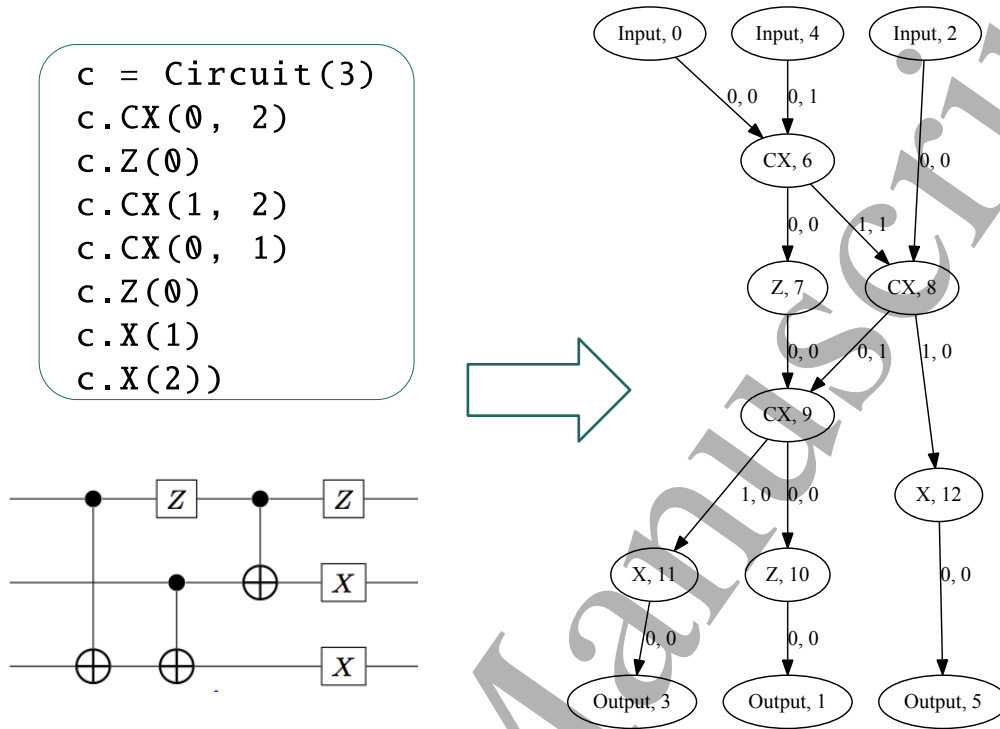 c = Circuit(3)
c.CX(0, 2)
c.Z(0)
c.CX(1, 2)
c.CX(0, 1)
c.Z(0)
c.X(1)
c.X(2))
Z Z
X
X
Input, 0 Input, 4 Input, 2
0, 0 0, 1
CX, 6 0, 0
0, 0 1, 1
Z, 7 CX, 8
0, 0 0, 1 1, 0
CX, 9
1, 0 0, 0 X, 12
X, 11 Z, 10 0, 0
0, 0 0, 0
Output, 3 Output, 1 Output, 5
Manuscri